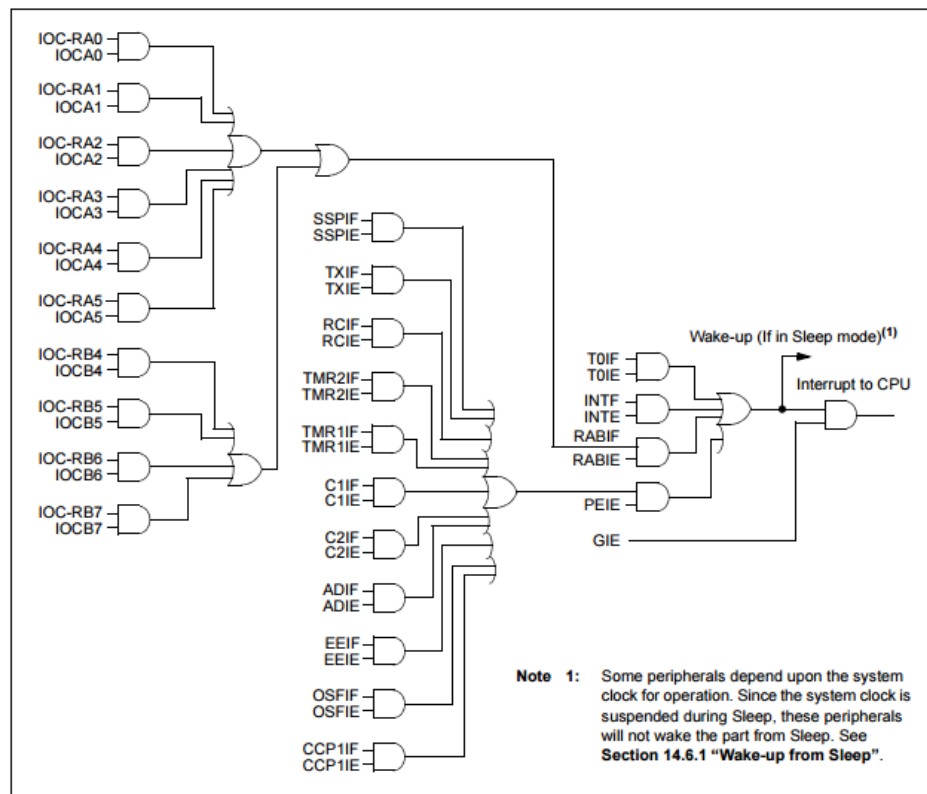 IOC-RA0
IOCA0
IOC-RA1
IOCA1
IOC-RA2
IOCA2
IOC-RA3
IOCA3
IOC-RA4
IOCA4
IOC-RA5
IOCA5
IOC-RB4
IOCB4
IOC-RB5
IOCB5
IOC-RB6
IOCB6
IOC-RB7
IOCB7
SSPIF
SSPIE
TXIF
TXIE
RCIF
RCIE
TMR2IF
TMR2IE
TMR1IF
TMR1IE
C1IF
C1IE
C2IF
C2IE
ADIF
ADIE
EEIF
EEIE
OSFIF
OSFIE
CCP1IF
CCP1IE
T0IF
T0IE
INTF
INTE
RABIF
RABIE
PEIE
GIE
Wake-up (If in Sleep mode)(1)
Interrupt to CPU
Note 1: Some peripherals depend upon the system
clock for operation. Since the system clock is
suspended during Sleep, these peripherals
will not wake the part from Sleep. See
Section 14.6.1 “Wake-up from Sleep”.